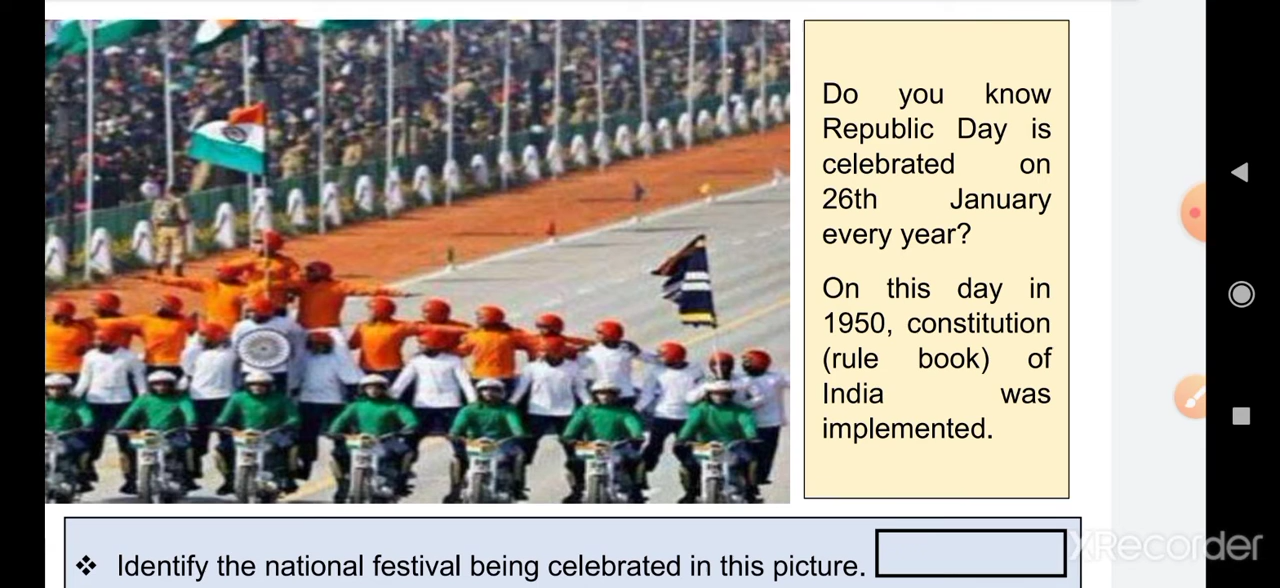 Do you know
Republic Day is
celebrated on
26th January
every year?
On this day in
1950, constitution
(rule book) of
India was
implemented.
❖ Identify the national festival being celebrated in this picture.
XRecorder